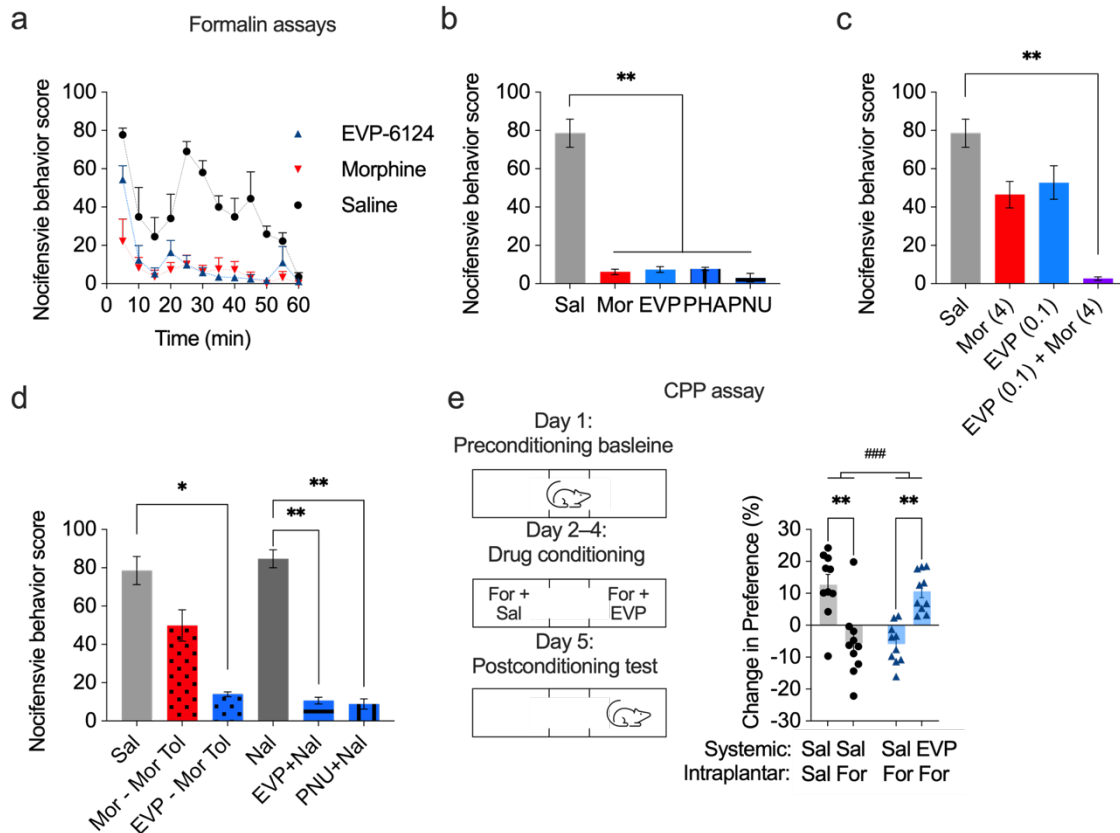 a
Formalin assays
Nocifensvie behavior score
100
80
60
40
20
0
0 10 20 30 40 50 60
Time (min)
EVP-6124
Morphine
Saline
b
Nocifensvie behavior score
100
80
60
40
20
0
**
Sal Mor EVP PHA PNU
c
Nocifensvie behavior score
100
80
60
40
20
0
**
Sal
Mor (4)
EVP (0.1)
EVP (0.1) + Mor (4)
d
Nocifensvie behavior score
100
80
60
40
20
0
*
**
**
Sal
Mor - Mor Tol
EVP - Mor Tol
Nal
EVP+Nal
PNU+Nal
CPP assay
e
Day 1:
Preconditioning basleine
Day 2–4:
Drug conditioning
For +
Sal
For +
EVP
Day 5:
Postconditioning test
Change in Preference (%)
30
20
10
0
-10
-20
-30
###
** **
Systemic: Sal Sal Sal EVP
Intraplantar: Sal For For For